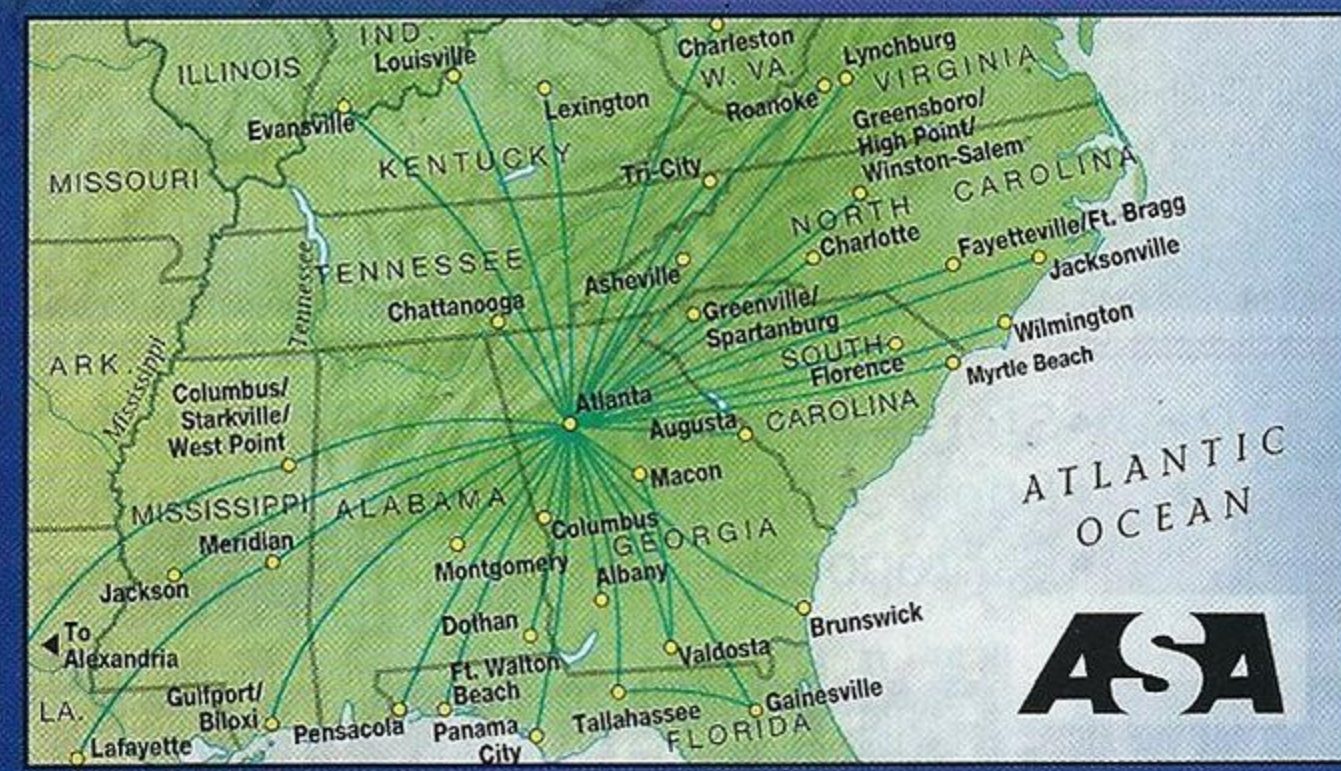 IND.
Louisville
ILLINOIS
Charleston
W. VA.
Lynchburg
VIRGINIA
Roanoke
Lexington
Evansville
Greensboro/
High Point/
Winston-Salem
KENTUCKY
Tri-City
MISSOURI
NORTH CAROLINA
Charlotte
Fayetteville/Ft. Bragg
Jacksonville
TENNESSEE
Tennessee
Asheville
Chattanooga
Greenville/
Spartanburg
Wilmington
SOUTH CAROLINA
Florence
Myrtle Beach
ARK.
Mississippi
Columbus/
Starkville/
West Point
Atlanta
Augusta
Macon
ATLANTIC
OCEAN
MISSISSIPPI
ALABAMA
Columbus
GEORGIA
Meridian
Montgomery
Albany
Jackson
Dothan
Brunswick
To
Alexandria
Valdosta
Ft. Walton
Beach
Gulfport/
Biloxi
Gainesville
LA.
Pensacola
Panama
City
Tallahassee
FLORIDA
Lafayette
ASA